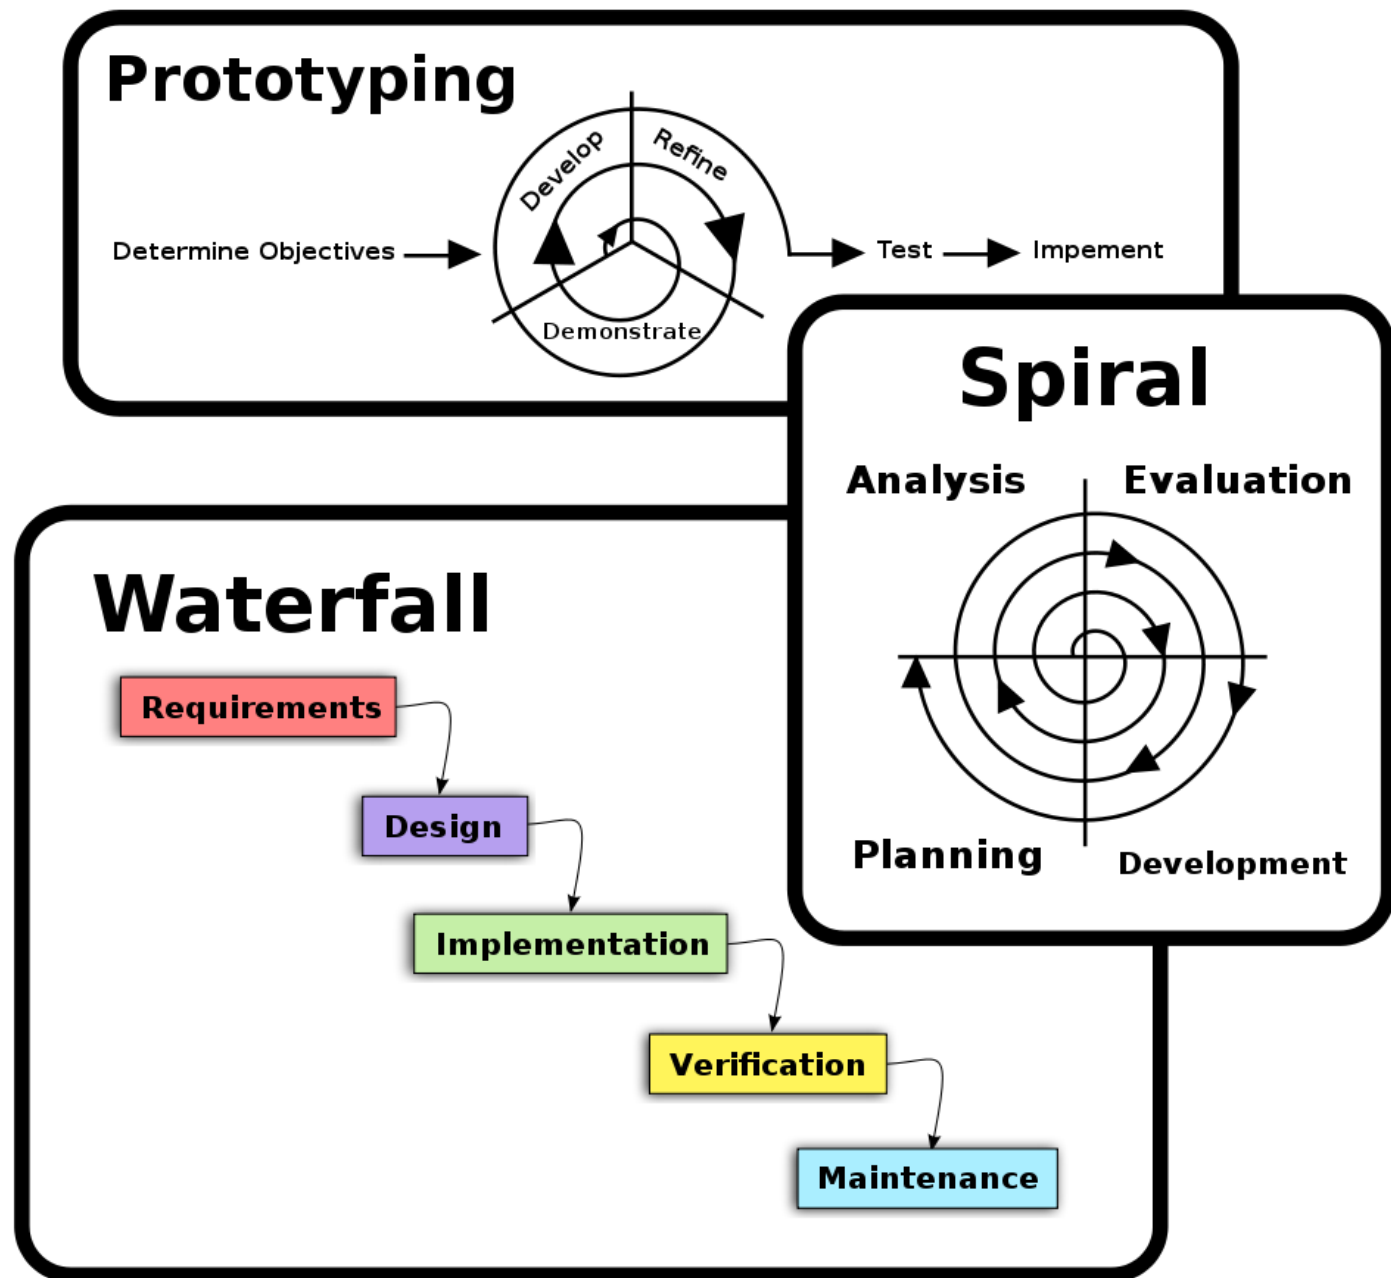 Prototyping
Determine Objectives
Develop
Refine
Demonstrate
Test
Impement
Spiral
Analysis
Evaluation
Planning
Development
Waterfall
Requirements
Design
Implementation
Verification
Maintenance